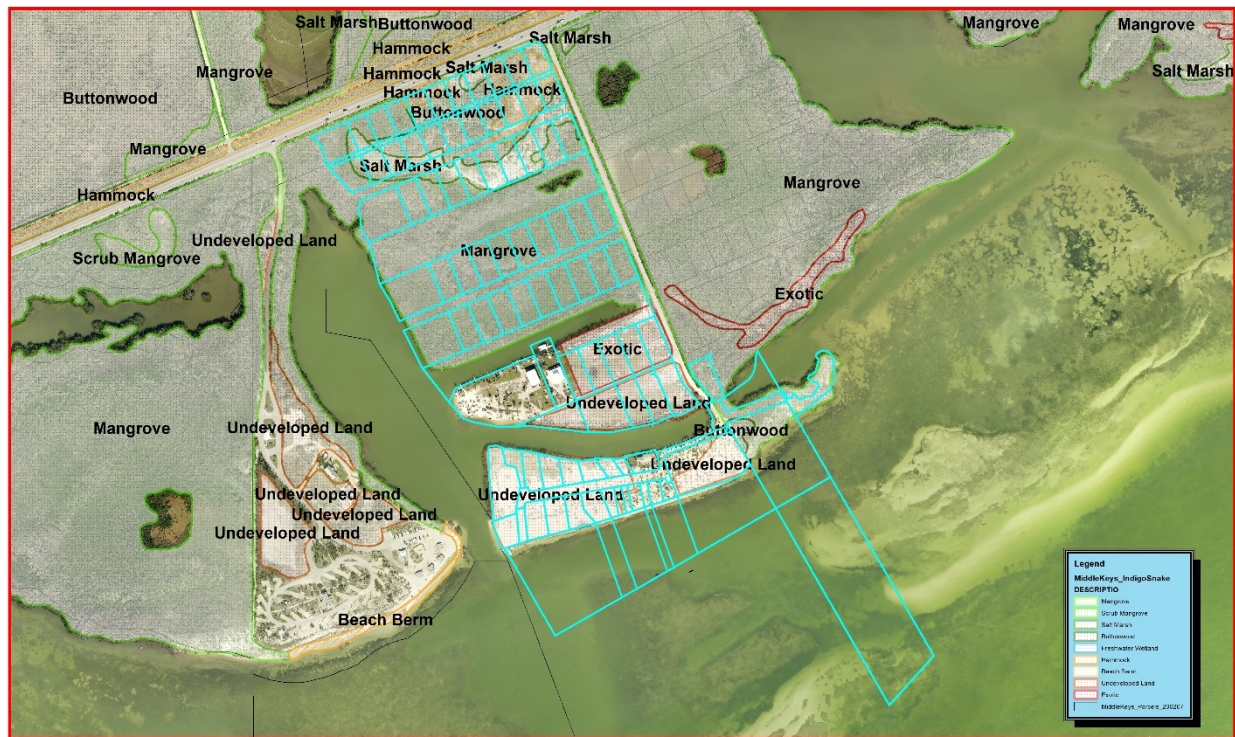 Salt Marsh
Buttonwood
Mangrove
Mangrove
Hammock
Salt Marsh
Mangrove
Hammock
Salt Marsh
Salt Marsh
Buttonwood
Hammock
Hammock
Buttonwood
Mangrove
Salt Marsh
Mangrove
Hammock
Undeveloped Land
Scrub Mangrove
Mangrove
Exotic
Exotic
Undeveloped Land
Mangrove
Undeveloped Land
Buttonwood
Undeveloped Land
Undeveloped Land
Undeveloped Land
Undeveloped Land
Undeveloped Land
Beach Berm
Legend
MiddleKeys_IndigoSnake
DESCRIPTIO
Mangrove
Scrub Mangrove
Salt Marsh
Buttonwood
Freshwater Wetland
Hammock
Beach Berm
Undeveloped Land
Exotic
MiddleKeys_Parcels_200207